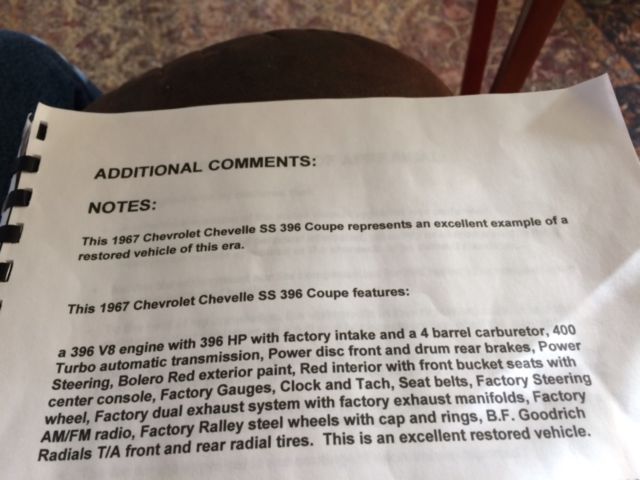 ADDITIONAL COMMENTS:
NOTES:
This 1967 Chevrolet Chevelle SS 396 Coupe represents an excellent example of a
restored vehicle of this era.
This 1967 Chevrolet Chevelle SS 396 Coupe features:
a 396 V8 engine with 396 HP with factory intake and a 4 barrel carburetor, 400
Turbo automatic transmission, Power disc front and drum rear brakes, Power
Steering, Bolero Red exterior paint, Red interior with front bucket seats with
center console, Factory Gauges, Clock and Tach, Seat belts, Factory Steering
wheel, Factory dual exhaust system with factory exhaust manifolds, Factory
AM/FM radio, Factory Ralley steel wheels with cap and rings, B.F. Goodrich
Radials T/A front and rear radial tires.  This is an excellent restored vehicle.